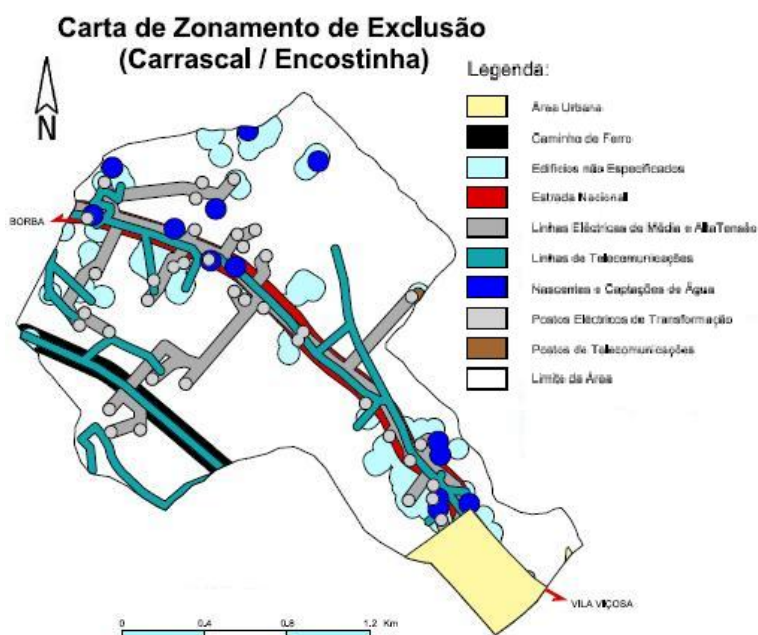 Carta de Zonamento de Exclusão
(Carrascal / Encostinha)
Legenda:
N
Área Urbana
Caminho de Ferro
Edifícios não Especificados
Estrada Nacional
BORBA
Linhas Eléctricas de Média e Alta Tensão
Linhas de Telecomunicações
Nascentes e Captações de Água
Postos Eléctricos de Transformação
Postos de Telecomunicações
Limite da Área
VILA VIÇOSA
0 0.4 0.8 1.2 Km